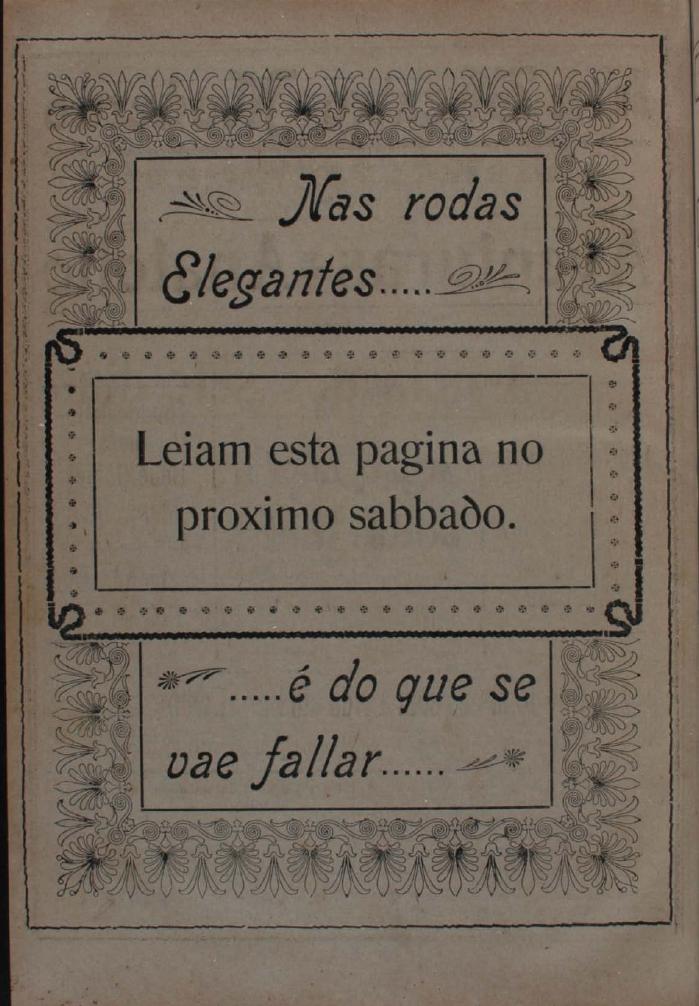 Nas rodas
Elegantes.....
Leiam esta pagina no
proximo sabbado.
.....é do que se
vae fallar......